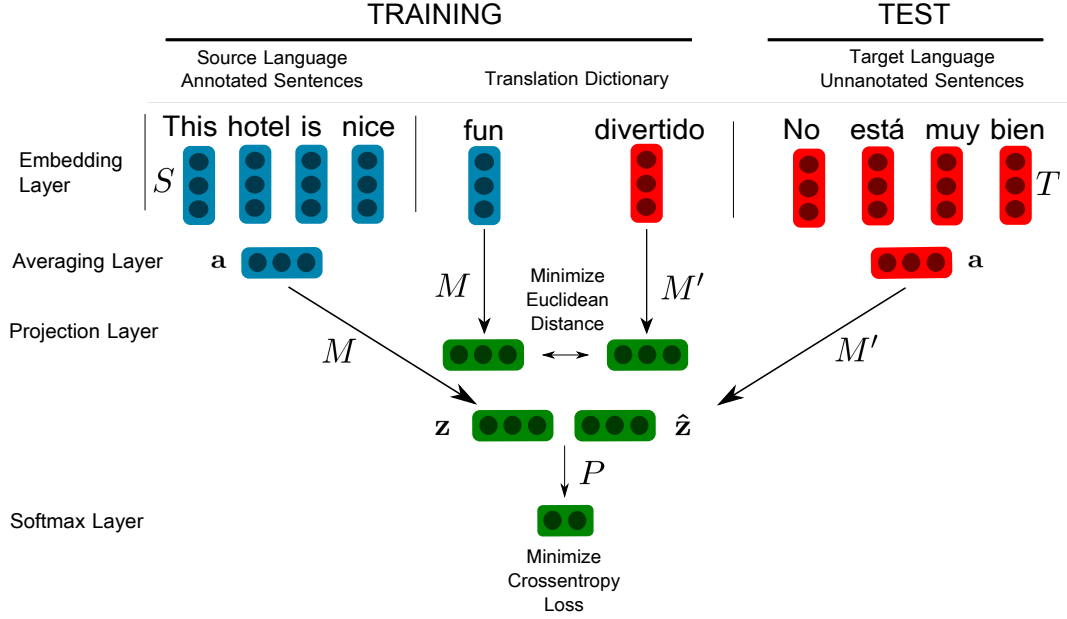 TRAINING
TEST
Source Language
Annotated Sentences
Translation Dictionary
Target Language
Unnanotated Sentences
This hotel is nice
fun
divertido
No está muy bien
Embedding
Layer
S
T
Averaging Layer
a
a
M
Minimize
Euclidean
Distance
M'
Projection Layer
M
M'
z
ẑ
P
Softmax Layer
Minimize
Crossentropy
Loss